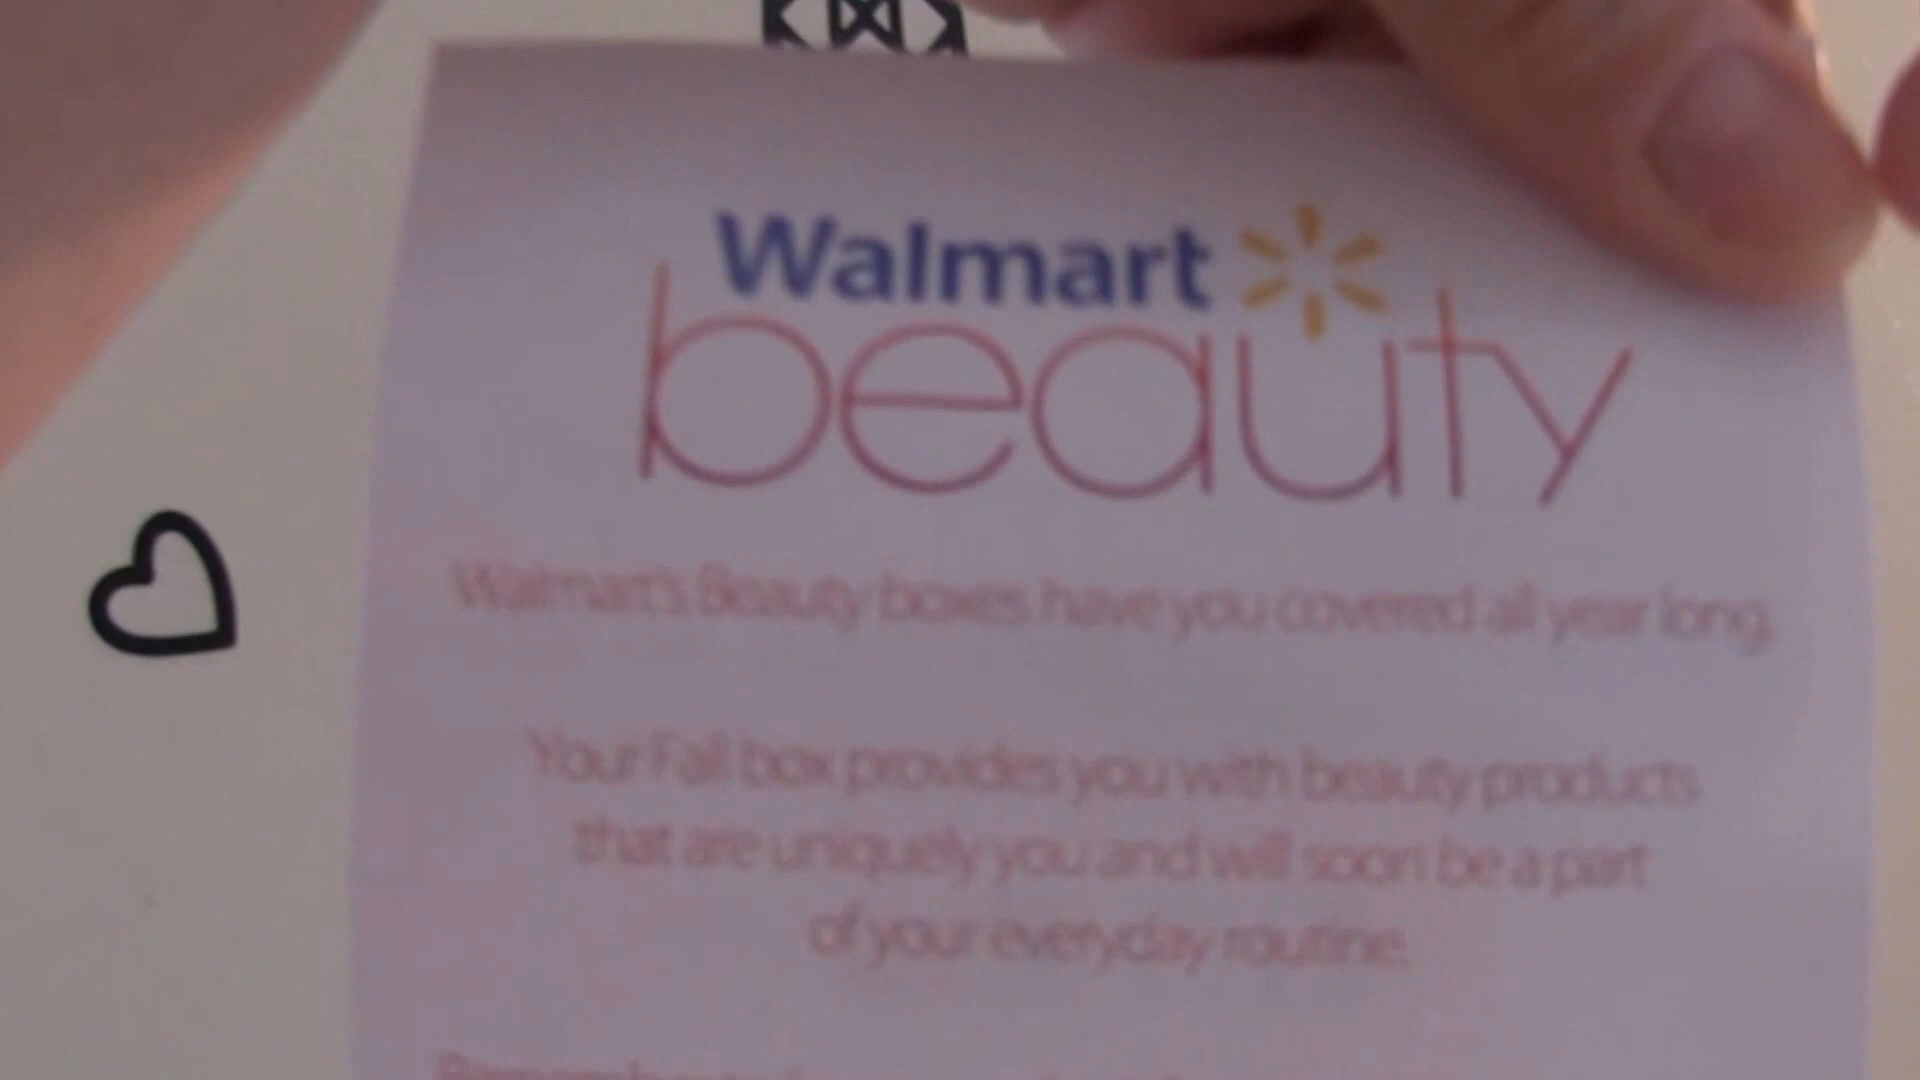 Walmart
beauty
Walmart's Beauty boxes have you covered all year long.
Your Fall box provides you with beauty products
that are uniquely you and will soon be a part
of your everyday routine.